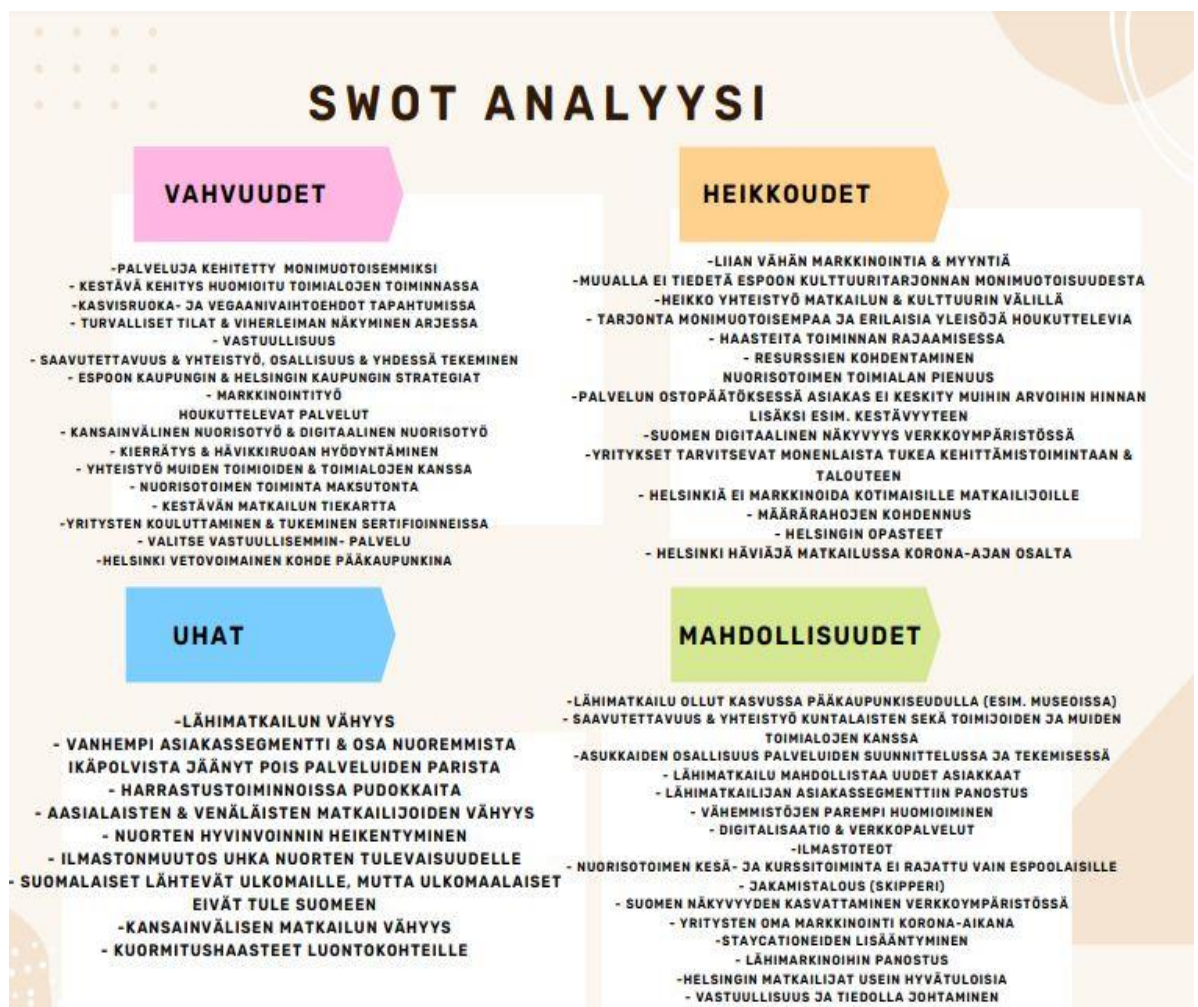 SWOT ANALYYSI
VAHVUUDET
-PALVELUJA KEHITETTY MONIMUOTOISEMMIKSI
- KESTÄVÄ KEHITYS HUOMIOITU TOIMIALOJEN TOIMINNASSA
-KASVISRUOKA- JA VEGAANIVAIHTOEHDOT TAPAHTUMISSA
- TURVALLISET TILAT & VIHERLEIMAN NÄKYMINEN ARJESSA
- VASTUULLISUUS
- SAAVUTETTAVUUS & YHTEISTYÖ, OSALLISUUS & YHDESSÄ TEKEMINEN
- ESPOON KAUPUNGIN & HELSINGIN KAUPUNGIN STRATEGIAT
- MARKKINOINTITYÖ
HOUKUTTELEVAT PALVELUT
- KANSAINVÄLINEN NUORISOTYÖ & DIGITAALINEN NUORISOTYÖ
- KIERRÄTYS & HÄVIKKIRUOAN HYÖDYNTÄMINEN
- YHTEISTYÖ MUIDEN TOIMIOIDEN & TOIMIALOJEN KANSSA
- NUORISOTOIMEN TOIMINTA MAKSUTONTA
- KESTÄVÄN MATKAILUN TIEKARTTA
-YRITYSTEN KOULUTTAMINEN & TUKEMINEN SERTIFIOINNEISSA
- VALITSE VASTUULLISEMMIN- PALVELU
-HELSINKI VETOVOIMAINEN KOHDE PÄÄKAUPUNKINA
HEIKKOUDET
-LIIAN VÄHÄN MARKKINOINTIA & MYYNTIÄ
-MUUALLA EI TIEDETÄ ESPOON KULTTUURITARJONNAN MONIMUOTOISUUDESTA
-HEIKKO YHTEISTYÖ MATKAILUN & KULTTUURIN VÄLILLÄ
- TARJONTA MONIMUOTOISEMPAA JA ERILAISIA YLEISÖJÄ HOUKUTTELEVIA
- HAASTEITA TOIMINNAN RAJAAMISESSA
- RESURSSIEN KOHDENTAMINEN
NUORISOTOIMEN TOIMIALAN PIENUUS
-PALVELUN OSTOPÄÄTÖKSESSÄ ASIAKAS EI KESKITY MUIHIN ARVOIHIN HINNAN
LISÄKSI ESIM. KESTÄVYYTEEN
-SUOMEN DIGITAALINEN NÄKYVYYS VERKKOYMPÄRISTÖSSÄ
-YRITYKSET TARVITSEVAT MONENLAISTA TUKEA KEHITTÄMISTOIMINTAAN &
TALOUTEEN
- HELSINKIÄ EI MARKKINOIDA KOTIMAISILLE MATKAILIJOILLE
- MÄÄRÄRAHOJEN KOHDENNUS
- HELSINGIN OPASTEET
- HELSINKI HÄVIÄJÄ MATKAILUSSA KORONA-AJAN OSALTA
UHAT
-LÄHIMATKAILUN VÄHYYS
- VANHEMPI ASIAKASSEGMENTTI & OSA NUOREMMISTA
IKÄPOLVISTA JÄÄNYT POIS PALVELUIDEN PARISTA
- HARRASTUSTOIMINNOISSA PUDOKKAITA
- AASIALAISTEN & VENÄLÄISTEN MATKAILIJOIDEN VÄHYYS
- NUORTEN HYVINVOINNIN HEIKENTYMINEN
- ILMASTONMUUTOS UHKA NUORTEN TULEVAISUUDELLE
- SUOMALAISET LÄHTEVÄT ULKOMAILLE, MUTTA ULKOMAALAISET
EIVÄT TULE SUOMEEN
-KANSAINVÄLISEN MATKAILUN VÄHYYS
- KUORMITUSHAASTEET LUONTOKOHTEILLE
MAHDOLLISUUDET
-LÄHIMATKAILU OLLUT KASVUSSA PÄÄKAUPUNKISEUDULLA (ESIM. MUSEOISSA)
- SAAVUTETTAVUUS & YHTEISTYÖ KUNTALAISTEN SEKÄ TOIMIJOIDEN JA MUIDEN
TOIMIALOJEN KANSSA
-ASUKKAIDEN OSALLISUUS PALVELUIDEN SUUNNITTELUSSA JA TEKEMISESSÄ
- LÄHIMATKAILU MAHDOLLISTAA UUDET ASIAKKAAT
- LÄHIMATKAILIJAN ASIAKASSEGMENTTIIN PANOSTUS
- VÄHEMMISTÖJEN PAREMPI HUOMIOIMINEN
- DIGITALISAATIO & VERKKOPALVELUT
-ILMASTOTEOT
- NUORISOTOIMEN KESÄ- JA KURSSITOIMINTA EI RAJATTU VAIN ESPOOLAISILLE
- JAKAMISTALOUS (SKIPPERI)
- SUOMEN NÄKYVYYDEN KASVATTAMINEN VERKKOYMPÄRISTÖSSÄ
- YRITYSTEN OMA MARKKINOINTI KORONA-AIKANA
-STAYCATIONEIDEN LISÄÄNTYMINEN
- LÄHIMARKINOIHIN PANOSTUS
-HELSINGIN MATKAILIJAT USEIN HYVÄTULOISIA
- VASTUULLISUUS JA TIEDOLLA JOHTAMINEN